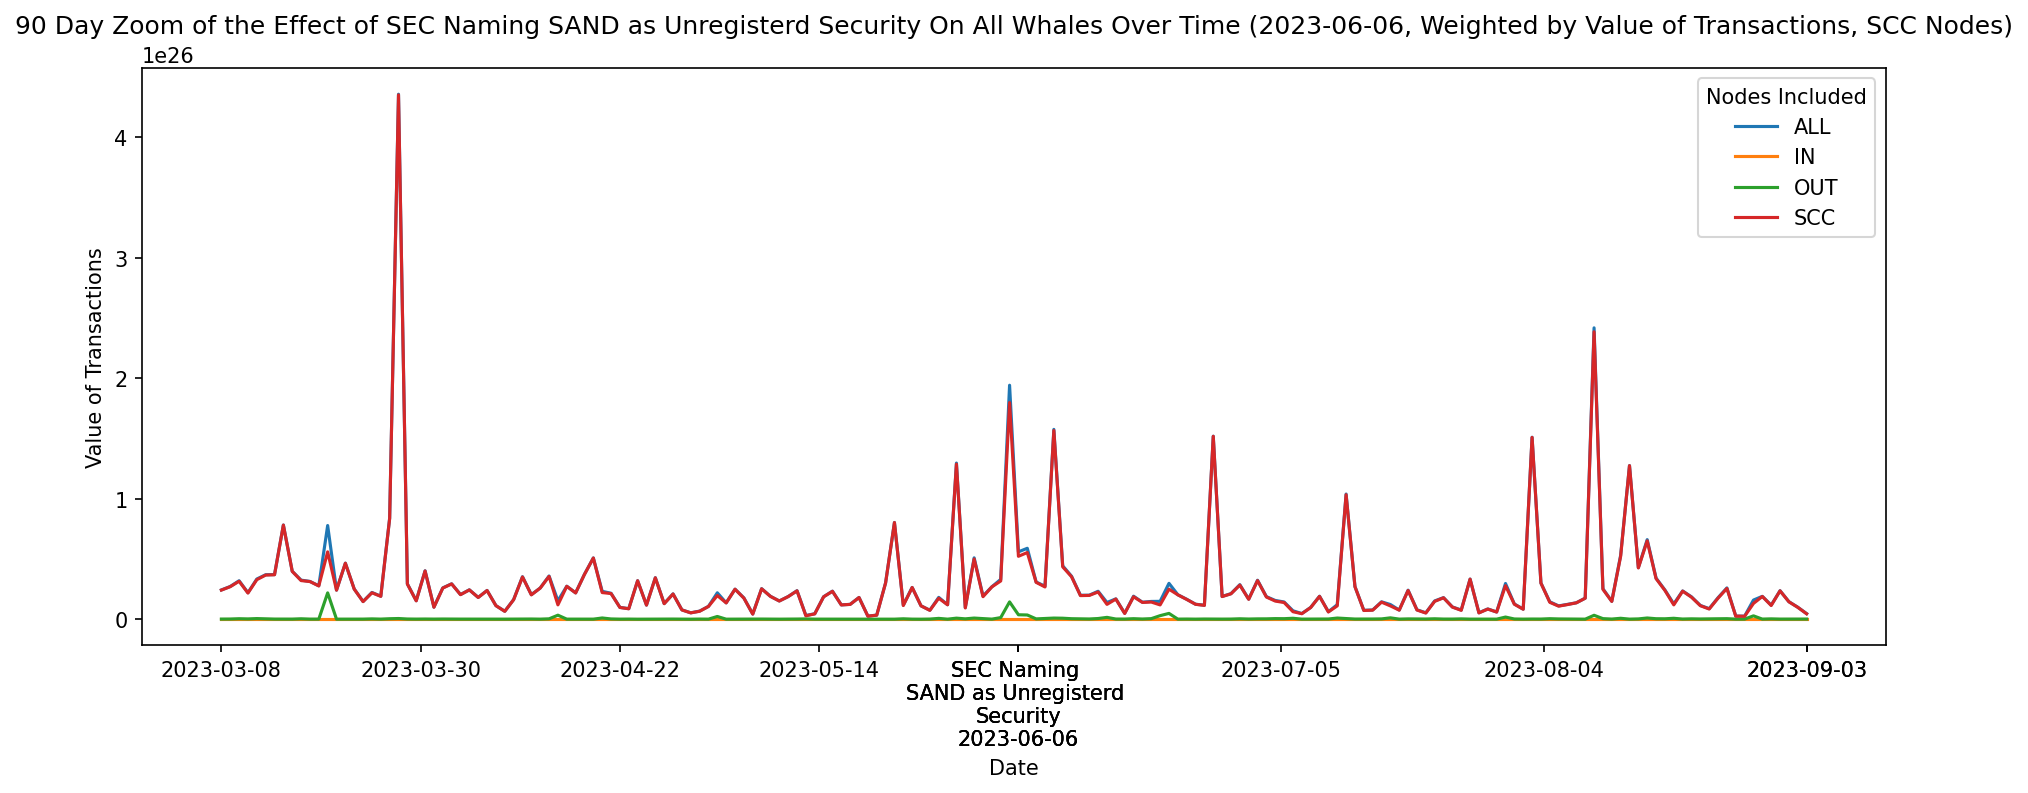 90 Day Zoom of the Effect of SEC Naming SAND as Unregisterd Security On All Whales Over Time (2023-06-06, Weighted by Value of Transactions, SCC Nodes)
1e26
Nodes Included
ALL
IN
OUT
SCC
4
3
2
1
0
Value of Transactions
2023-03-08 2023-03-30 2023-04-22 2023-05-14 SEC Naming 2023-07-05 2023-08-04 2023-09-03
SAND as Unregisterd
Security
2023-06-06
Date